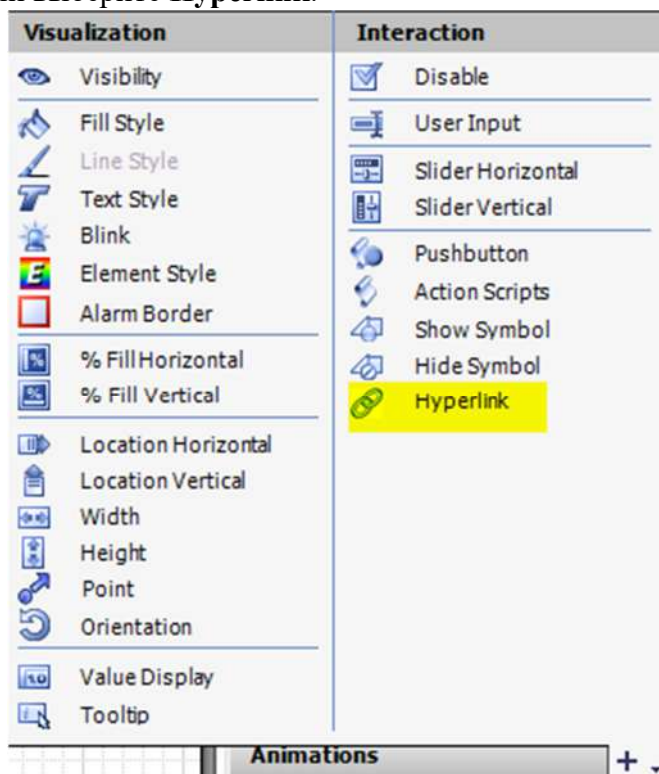 Hyperlink.
Visualization
Visibility
Fill Style
Line Style
Text Style
Blink
Element Style
Alarm Border
% Fill Horizontal
% Fill Vertical
Location Horizontal
Location Vertical
Width
Height
Point
Orientation
Value Display
Tooltip
Interaction
Disable
User Input
Slider Horizontal
Slider Vertical
Pushbutton
Action Scripts
Show Symbol
Hide Symbol
Hyperlink
Animations